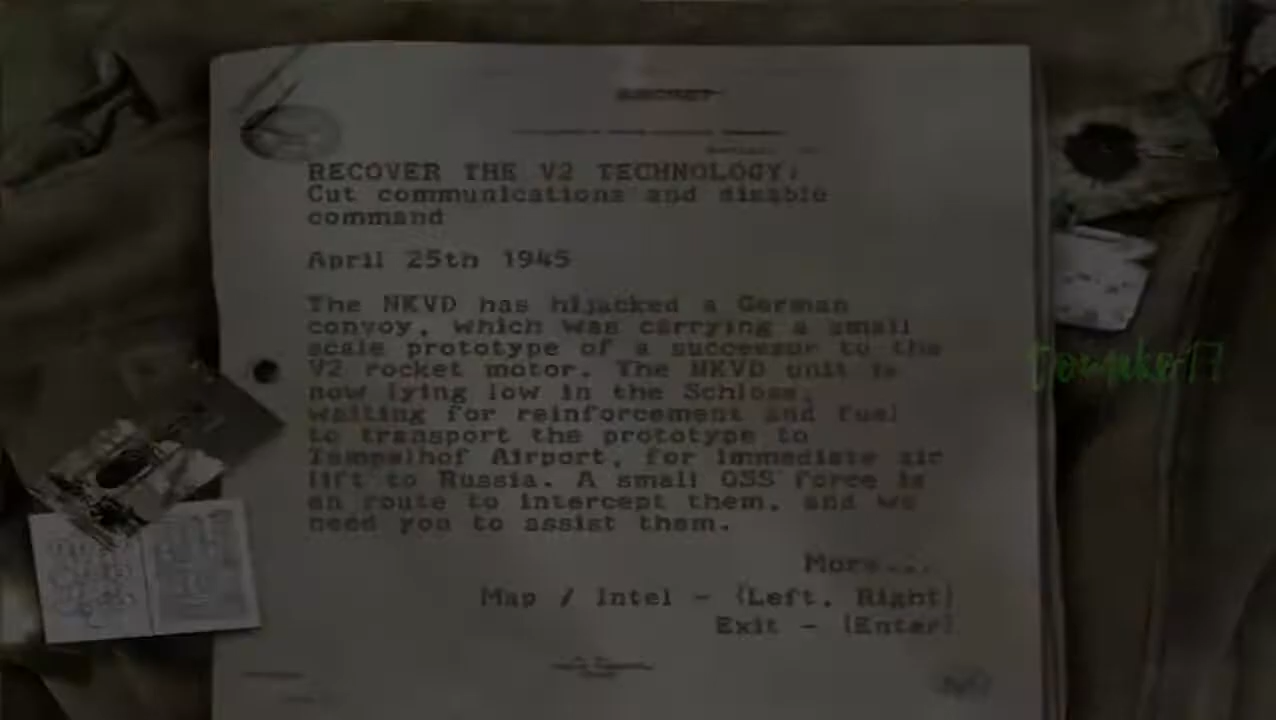 SECRET
RECOVER THE V2 TECHNOLOGY:
Cut communications and disable
command
April 25th 1945
The NKVD has hijacked a German
convoy, which was carrying a small
scale prototype of a successor to the
V2 rocket motor. The NKVD unit is
now lying low in the Schloss,
waiting for reinforcement and fuel
to transport the prototype to
Tempelhof Airport, for immediate air
lift to Russia. A small OSS force is
en route to intercept them, and we
need you to assist them.
More...
Map / Intel - (Left, Right)
Exit - (Enter)